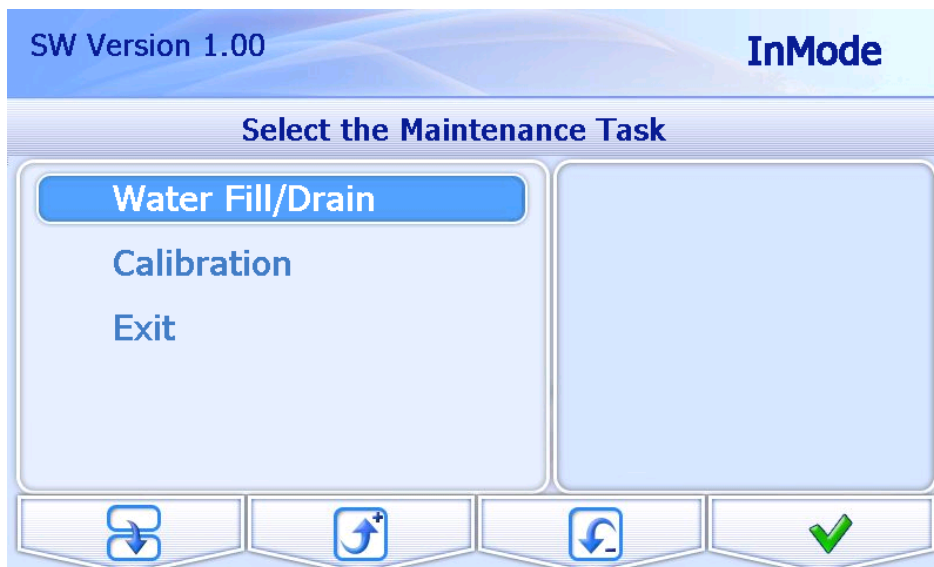 SW Version 1.00
InMode
Select the Maintenance Task
Water Fill/Drain
Calibration
Exit